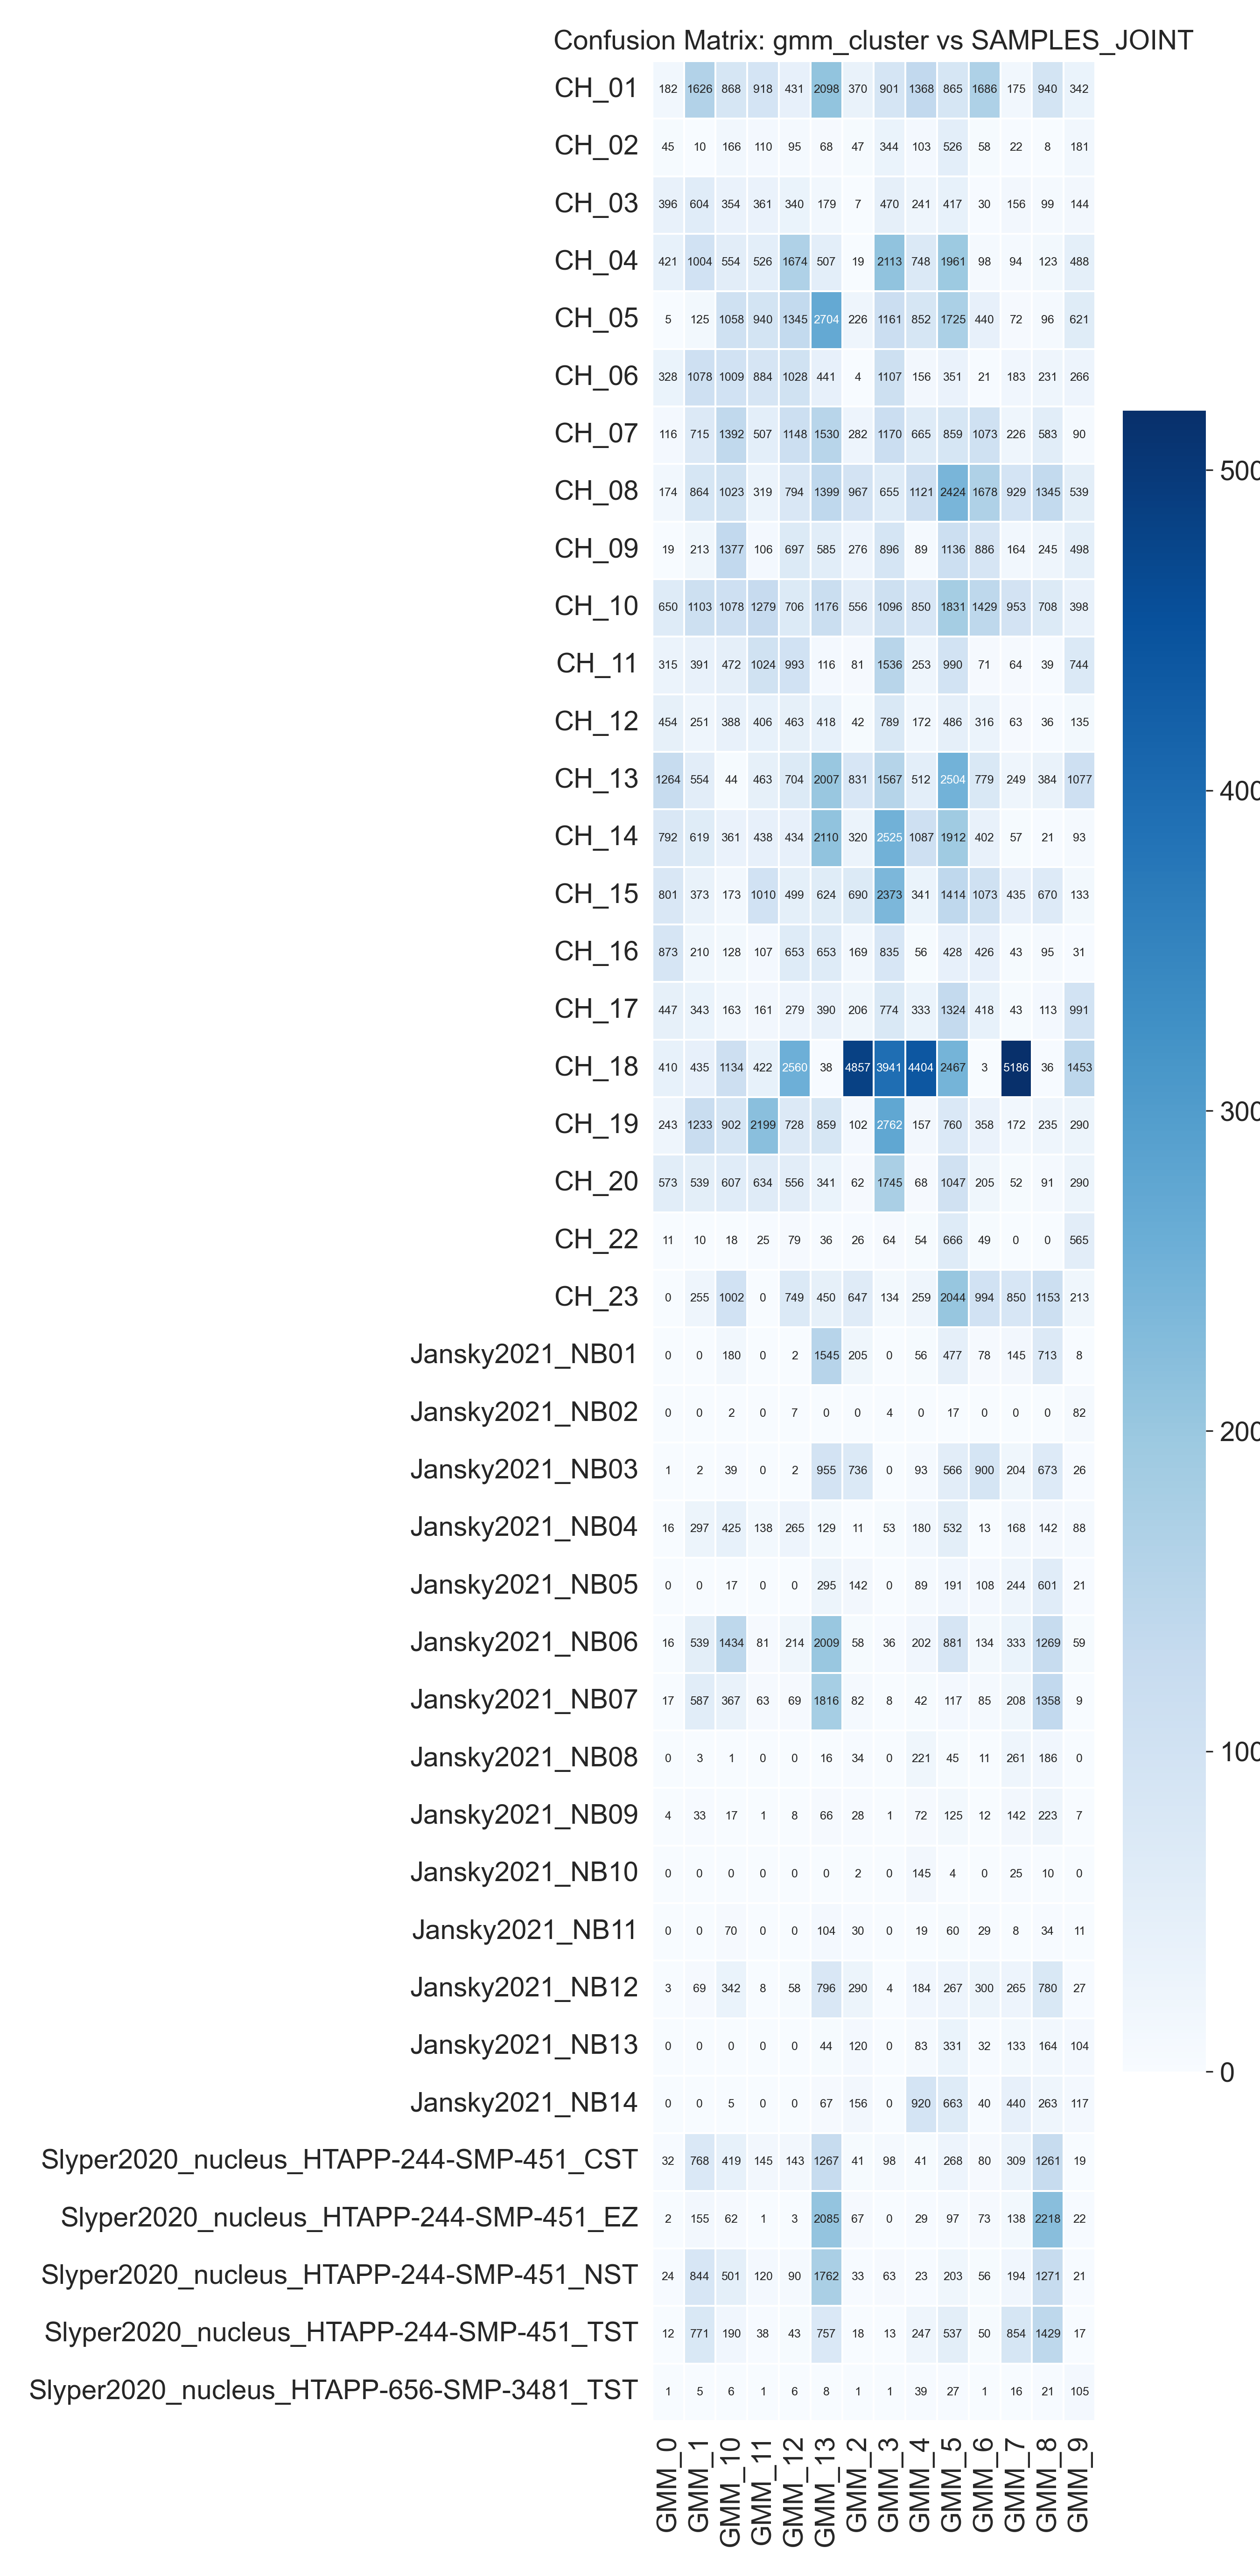 Confusion Matrix: gmm_cluster vs SAMPLES_JOINT
CH_01 182 1626 868 918 431 2098 370 901 1368 865 1686 175 940 342
CH_02 45 10 166 110 95 68 47 344 103 526 58 22 8 181
CH_03 396 604 354 361 340 179 7 470 241 417 30 156 99 144
CH_04 421 1004 554 526 1674 507 19 2113 748 1961 98 94 123 488
CH_05 5 125 1058 940 1345 2704 226 1161 852 1725 440 72 96 621
CH_06 328 1078 1009 884 1028 441 4 1107 156 351 21 183 231 266
CH_07 116 715 1392 507 1148 1530 282 1170 665 859 1073 226 583 90
CH_08 174 864 1023 319 794 1399 967 655 1121 2424 1678 929 1345 539
CH_09 19 213 1377 106 697 585 276 896 89 1136 886 164 245 498
CH_10 650 1103 1078 1279 706 1176 556 1096 850 1831 1429 953 708 398
CH_11 315 391 472 1024 993 116 81 1536 253 990 71 64 39 744
CH_12 454 251 388 406 463 418 42 789 172 486 316 63 36 135
CH_13 1264 554 44 463 704 2007 831 1567 512 2504 779 249 384 1077
CH_14 792 619 361 438 434 2110 320 2525 1087 1912 402 57 21 93
CH_15 801 373 173 1010 499 624 690 2373 341 1414 1073 435 670 133
CH_16 873 210 128 107 653 653 169 835 56 428 426 43 95 31
CH_17 447 343 163 161 279 390 206 774 333 1324 418 43 113 991
CH_18 410 435 1134 422 2560 38 4857 3941 4404 2467 3 5186 36 1453
CH_19 243 1233 902 2199 728 859 102 2762 157 760 358 172 235 290
CH_20 573 539 607 634 556 341 62 1745 68 1047 205 52 91 290
CH_22 11 10 18 25 79 36 26 64 54 666 49 0 0 565
CH_23 0 255 1002 0 749 450 647 134 259 2044 994 850 1153 213
Jansky2021_NB01 0 0 180 0 2 1545 205 0 56 477 78 145 713 8
Jansky2021_NB02 0 0 2 0 7 0 0 4 0 17 0 0 0 82
Jansky2021_NB03 1 2 39 0 2 955 736 0 93 566 900 204 673 26
Jansky2021_NB04 16 297 425 138 265 129 11 53 180 532 13 168 142 88
Jansky2021_NB05 0 0 17 0 0 295 142 0 89 191 108 244 601 21
Jansky2021_NB06 16 539 1434 81 214 2009 58 36 202 881 134 333 1269 59
Jansky2021_NB07 17 587 367 63 69 1816 82 8 42 117 85 208 1358 9
Jansky2021_NB08 0 3 1 0 0 16 34 0 221 45 11 261 186 0
Jansky2021_NB09 4 33 17 1 8 66 28 1 72 125 12 142 223 7
Jansky2021_NB10 0 0 0 0 0 0 2 0 145 4 0 25 10 0
Jansky2021_NB11 0 0 70 0 0 104 30 0 19 60 29 8 34 11
Jansky2021_NB12 3 69 342 8 58 796 290 4 184 267 300 265 780 27
Jansky2021_NB13 0 0 0 0 0 44 120 0 83 331 32 133 164 104
Jansky2021_NB14 0 0 5 0 0 67 156 0 920 663 40 440 263 117
Slyper2020_nucleus_HTAPP-244-SMP-451_CST 32 768 419 145 143 1267 41 98 41 268 80 309 1261 19
Slyper2020_nucleus_HTAPP-244-SMP-451_EZ 2 155 62 1 3 2085 67 0 29 97 73 138 2218 22
Slyper2020_nucleus_HTAPP-244-SMP-451_NST 24 844 501 120 90 1762 33 63 23 203 56 194 1271 21
Slyper2020_nucleus_HTAPP-244-SMP-451_TST 12 771 190 38 43 757 18 13 247 537 50 854 1429 17
Slyper2020_nucleus_HTAPP-656-SMP-3481_TST 1 5 6 1 6 8 1 1 39 27 1 16 21 105
GMM_0 GMM_1 GMM_10 GMM_11 GMM_12 GMM_13 GMM_2 GMM_3 GMM_4 GMM_5 GMM_6 GMM_7 GMM_8 GMM_9
0